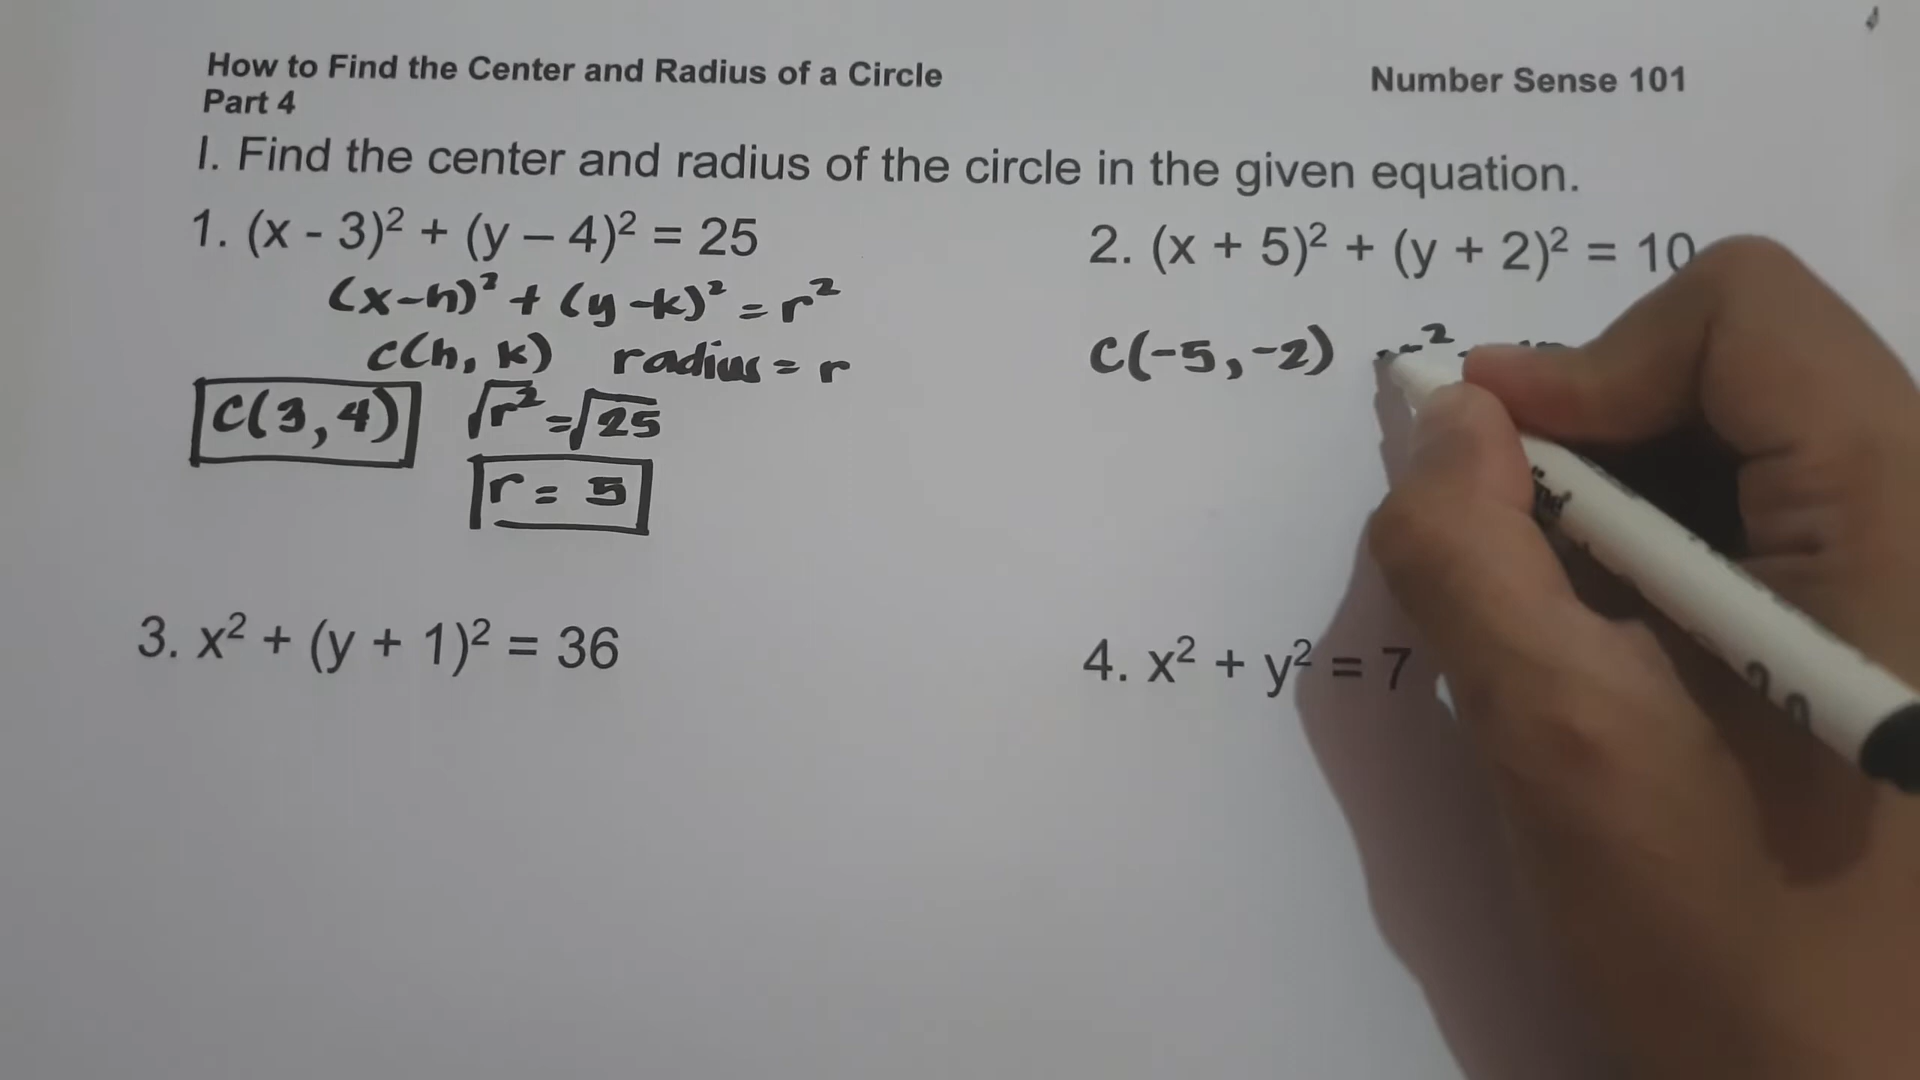 How to Find the Center and Radius of a Circle
Part 4
Number Sense 101
I. Find the center and radius of the circle in the given equation.
1. (x - 3)² + (y – 4)² = 25
(x-h)² + (y-k)² = r²
C(h, k) radius = r
C(3,4) √r² = √25
r = 5
2. (x + 5)² + (y + 2)² = 10
C(-5,-2) r²
3. x² + (y + 1)² = 36
4. x² + y² = 7